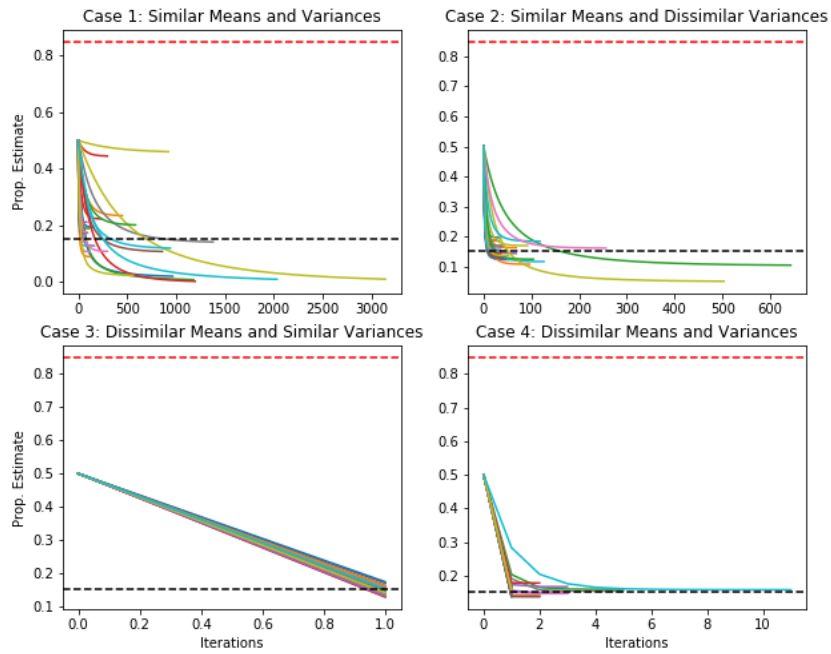 Case 1: Similar Means and Variances
Prop. Estimate
0.8
0.6
0.4
0.2
0.0
0 500 1000 1500 2000 2500 3000
Case 2: Similar Means and Dissimilar Variances
0.8
0.7
0.6
0.5
0.4
0.3
0.2
0.1
0 100 200 300 400 500 600
Case 3: Dissimilar Means and Similar Variances
Prop. Estimate
0.8
0.7
0.6
0.5
0.4
0.3
0.2
0.1
0.0 0.2 0.4 0.6 0.8 1.0
Iterations
Case 4: Dissimilar Means and Variances
0.8
0.7
0.6
0.5
0.4
0.3
0.2
0 2 4 6 8 10
Iterations